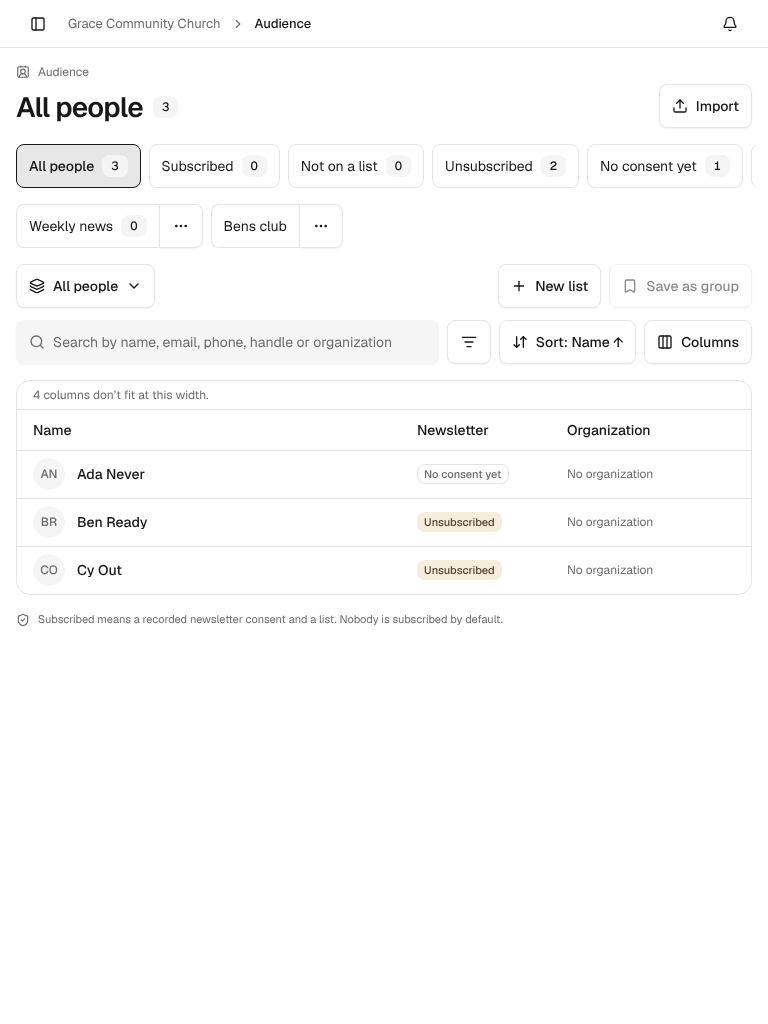 Grace Community Church > Audience
Audience
All people 3
Import
All people 3 Subscribed 0 Not on a list 0 Unsubscribed 2 No consent yet 1
Weekly news 0 ... Bens club ...
All people
+ New list Save as group
Search by name, email, phone, handle or organization
Sort: Name ↑ Columns
4 columns don't fit at this width.
Name Newsletter Organization
AN Ada Never No consent yet No organization
BR Ben Ready Unsubscribed No organization
CO Cy Out Unsubscribed No organization
Subscribed means a recorded newsletter consent and a list. Nobody is subscribed by default.